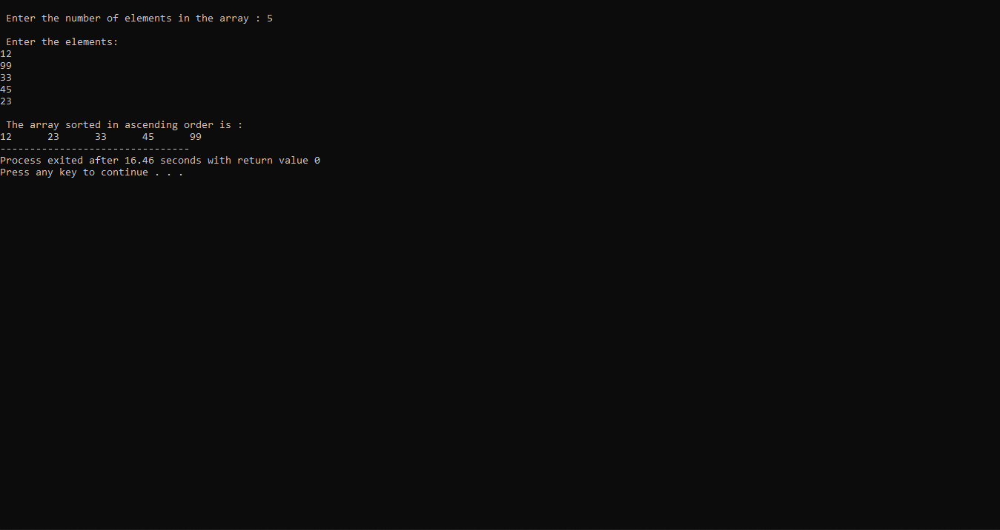 Enter the number of elements in the array : 5
Enter the elements:
12
99
33
45
23
The array sorted in ascending order is :
12 23 33 45 99
--------------------------------
Process exited after 16.46 seconds with return value 0
Press any key to continue . . .